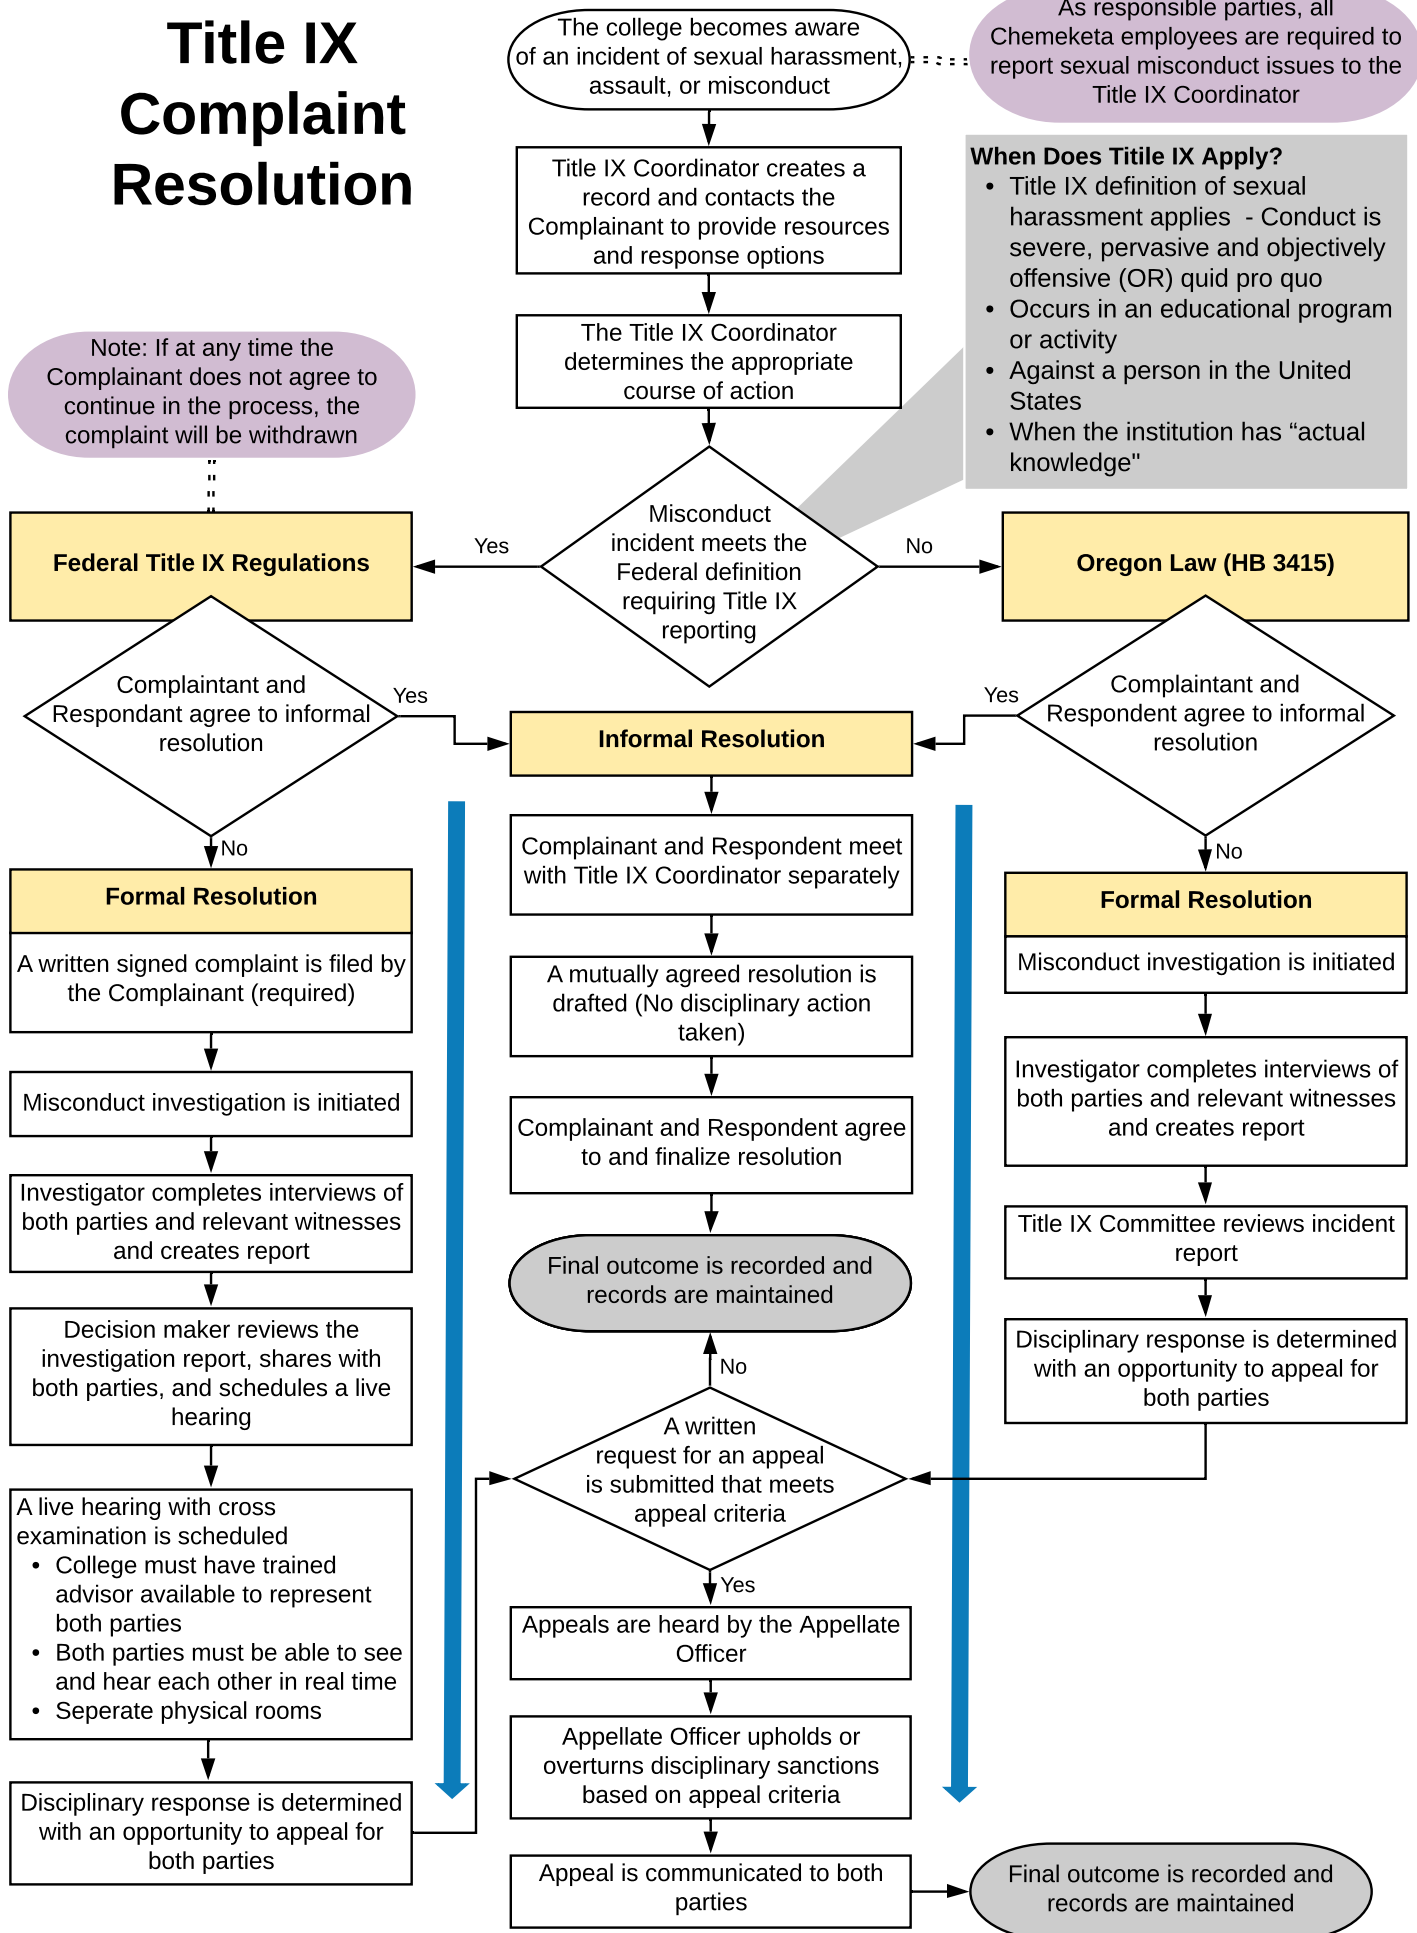 Title IX
Complaint
Resolution
The college becomes aware
of an incident of sexual harassment,
assault, or misconduct
As responsible parties, all
Chemeketa employees are required to
report sexual misconduct issues to the
Title IX Coordinator
Title IX Coordinator creates a
record and contacts the
Complainant to provide resources
and response options
When Does Titile IX Apply?
• Title IX definition of sexual
harassment applies - Conduct is
severe, pervasive and objectively
offensive (OR) quid pro quo
• Occurs in an educational program
or activity
• Against a person in the United
States
• When the institution has “actual
knowledge"
The Title IX Coordinator
determines the appropriate
course of action
Note: If at any time the
Complainant does not agree to
continue in the process, the
complaint will be withdrawn
Misconduct
incident meets the
Federal definition
requiring Title IX
reporting
Yes
No
Federal Title IX Regulations
Oregon Law (HB 3415)
Complaintant and
Respondant agree to informal
resolution
Yes
No
Complaintant and
Respondent agree to informal
resolution
Yes
No
Formal Resolution
A written signed complaint is filed by
the Complainant (required)
Misconduct investigation is initiated
Investigator completes interviews of
both parties and relevant witnesses
and creates report
Decision maker reviews the
investigation report, shares with
both parties, and schedules a live
hearing
A live hearing with cross
examination is scheduled
• College must have trained
advisor available to represent
both parties
• Both parties must be able to see
and hear each other in real time
• Seperate physical rooms
Disciplinary response is determined
with an opportunity to appeal for
both parties
Informal Resolution
Complainant and Respondent meet
with Title IX Coordinator separately
A mutually agreed resolution is
drafted (No disciplinary action
taken)
Complainant and Respondent agree
to and finalize resolution
Final outcome is recorded and
records are maintained
No
A written
request for an appeal
is submitted that meets
appeal criteria
Yes
Appeals are heard by the Appellate
Officer
Appellate Officer upholds or
overturns disciplinary sanctions
based on appeal criteria
Appeal is communicated to both
parties
Formal Resolution
Misconduct investigation is initiated
Investigator completes interviews of
both parties and relevant witnesses
and creates report
Title IX Committee reviews incident
report
Disciplinary response is determined
with an opportunity to appeal for
both parties
Final outcome is recorded and
records are maintained